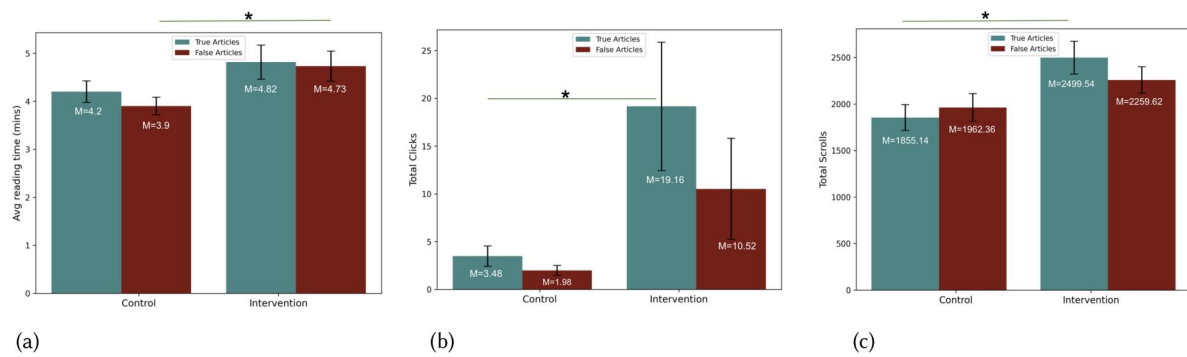 *
True Articles
False Articles
5
4
3
2
1
0
Avg reading time (mins)
M=4.2
M=3.9
M=4.82
M=4.73
Control
Intervention
(a)
*
True Articles
False Articles
25
20
15
10
5
0
Total Clicks
M=3.48
M=1.98
M=19.16
M=10.52
Control
Intervention
(b)
*
True Articles
False Articles
2500
2000
1500
1000
500
0
Total Scrolls
M=1855.14
M=1962.36
M=2499.54
M=2259.62
Control
Intervention
(c)